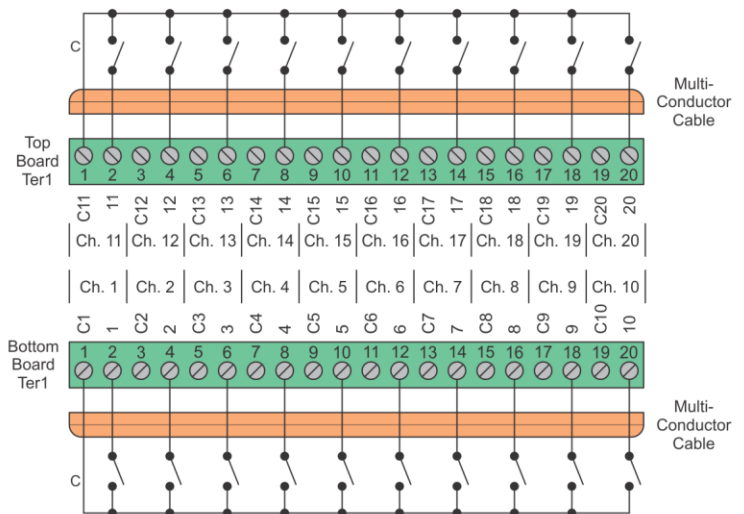 C
Multi-
Conductor
Cable
Top
Board
Ter1
1 2 3 4 5 6 7 8 9 10 11 12 13 14 15 16 17 18 19 20
C11 11 C12 12 C13 13 C14 14 C15 15 C16 16 C17 17 C18 18 C19 19 C20 20
Ch. 11 Ch. 12 Ch. 13 Ch. 14 Ch. 15 Ch. 16 Ch. 17 Ch. 18 Ch. 19 Ch. 20
Ch. 1 Ch. 2 Ch. 3 Ch. 4 Ch. 5 Ch. 6 Ch. 7 Ch. 8 Ch. 9 Ch. 10
C1 1 C2 2 C3 3 C4 4 C5 5 C6 6 C7 7 C8 8 C9 9 C10 10
Bottom
Board
Ter1
1 2 3 4 5 6 7 8 9 10 11 12 13 14 15 16 17 18 19 20
Multi-
Conductor
Cable
C